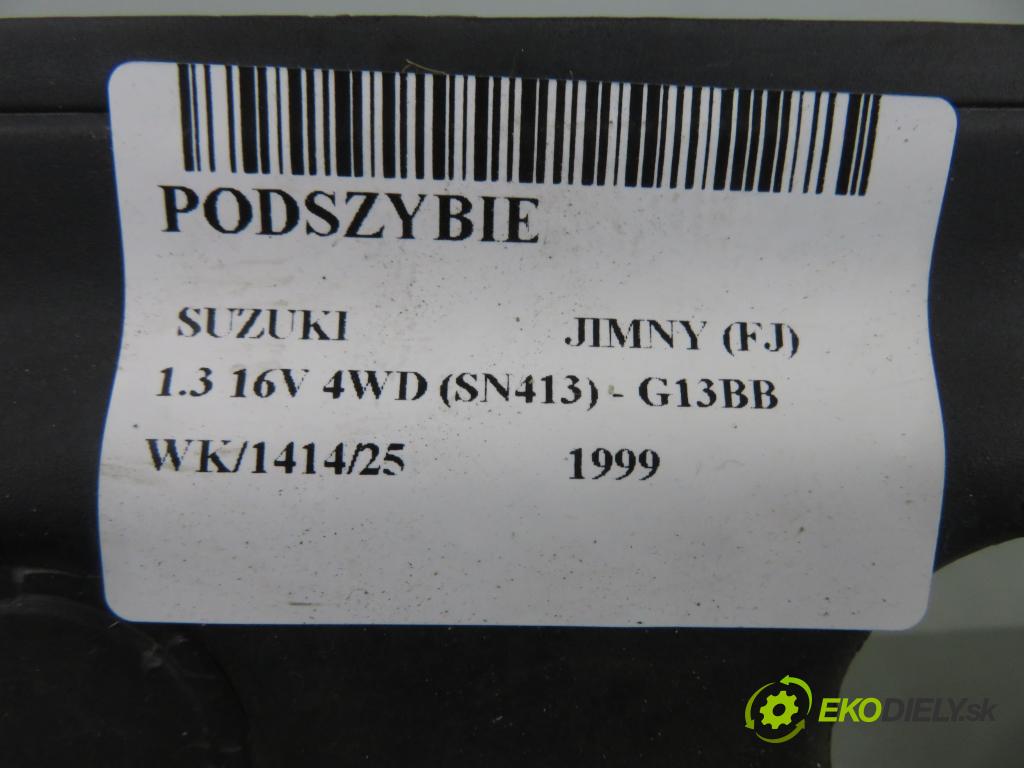 PODSZYBIE
SUZUKI JIMNY (FJ)
1.3 16V 4WD (SN413) - G13BB
WK/1414/25 1999
EKODIELY.sk